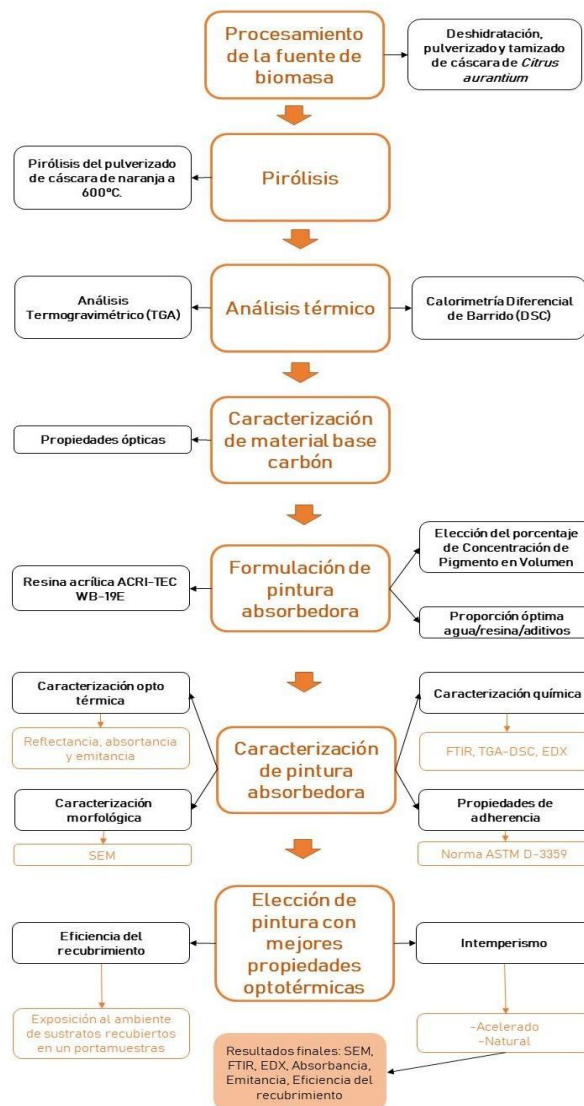 Procesamiento
de la fuente de
biomasa
Deshidratación,
pulverizado y tamizado
de cáscara de Citrus
aurantium
Pirólisis del pulverizado
de cáscara de naranja a
600°C.
Pirólisis
Análisis
Termogravimétrico (TGA)
Análisis térmico
Calorimetría Diferencial
de Barrido (DSC)
Propiedades ópticas
Caracterización
de material base
carbón
Resina acrílica ACRI-TEC
WB-19E
Formulación de
pintura absorbedora
Elección del porcentaje
de Concentración de
Pigmento en Volumen
Proporción óptima
agua/resina/aditivos
Caracterización opto
térmica
Reflectancia, absortancia
y emitancia
Caracterización
morfológica
SEM
Caracterización
de pintura
absorbedora
Caracterización química
FTIR, TGA-DSC, EDX
Propiedades de
adherencia
Norma ASTM D-3359
Elección de
pintura con
mejores
propiedades
optotérmicas
Eficiencia del
recubrimiento
Exposición al ambiente
de sustratos recubiertos
en un portamuestras
Intemperismo
-Acelerado
-Natural
Resultados finales: SEM,
FTIR, EDX, Absorbancia,
Emitancia, Eficiencia del
recubrimiento